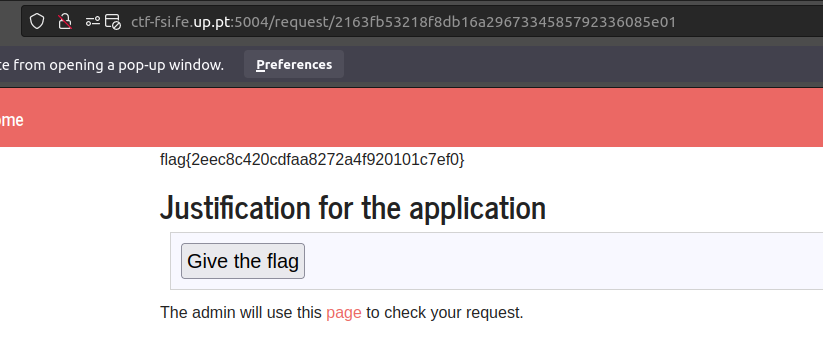 ctf-fsi.fe.up.pt:5004/request/2163fb53218f8db16a2967334585792336085e01
te from opening a pop-up window. Preferences
ome
flag{2eec8c420cdfaa8272a4f920101c7ef0}
Justification for the application
Give the flag
The admin will use this page to check your request.